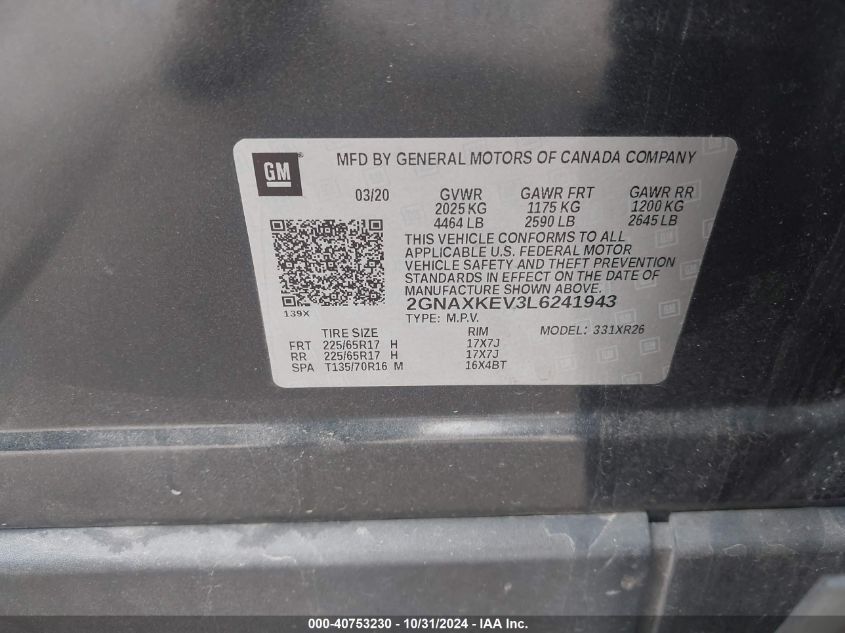 GM
MFD BY GENERAL MOTORS OF CANADA COMPANY
03/20 GVWR GAWR FRT GAWR RR
2025 KG 1175 KG 1200 KG
4464 LB 2590 LB 2645 LB
THIS VEHICLE CONFORMS TO ALL
APPLICABLE U.S. FEDERAL MOTOR
VEHICLE SAFETY AND THEFT PREVENTION
STANDARDS IN EFFECT ON THE DATE OF
MANUFACTURE SHOWN ABOVE.
139X
2GNAXKEV3L6241943
TYPE: M.P.V.
TIRE SIZE RIM MODEL: 331XR26
FRT 225/65R17 H 17X7J
RR 225/65R17 H 17X7J
SPA T135/70R16 M 16X4BT
000-40753230 - 10/31/2024 - IAA Inc.